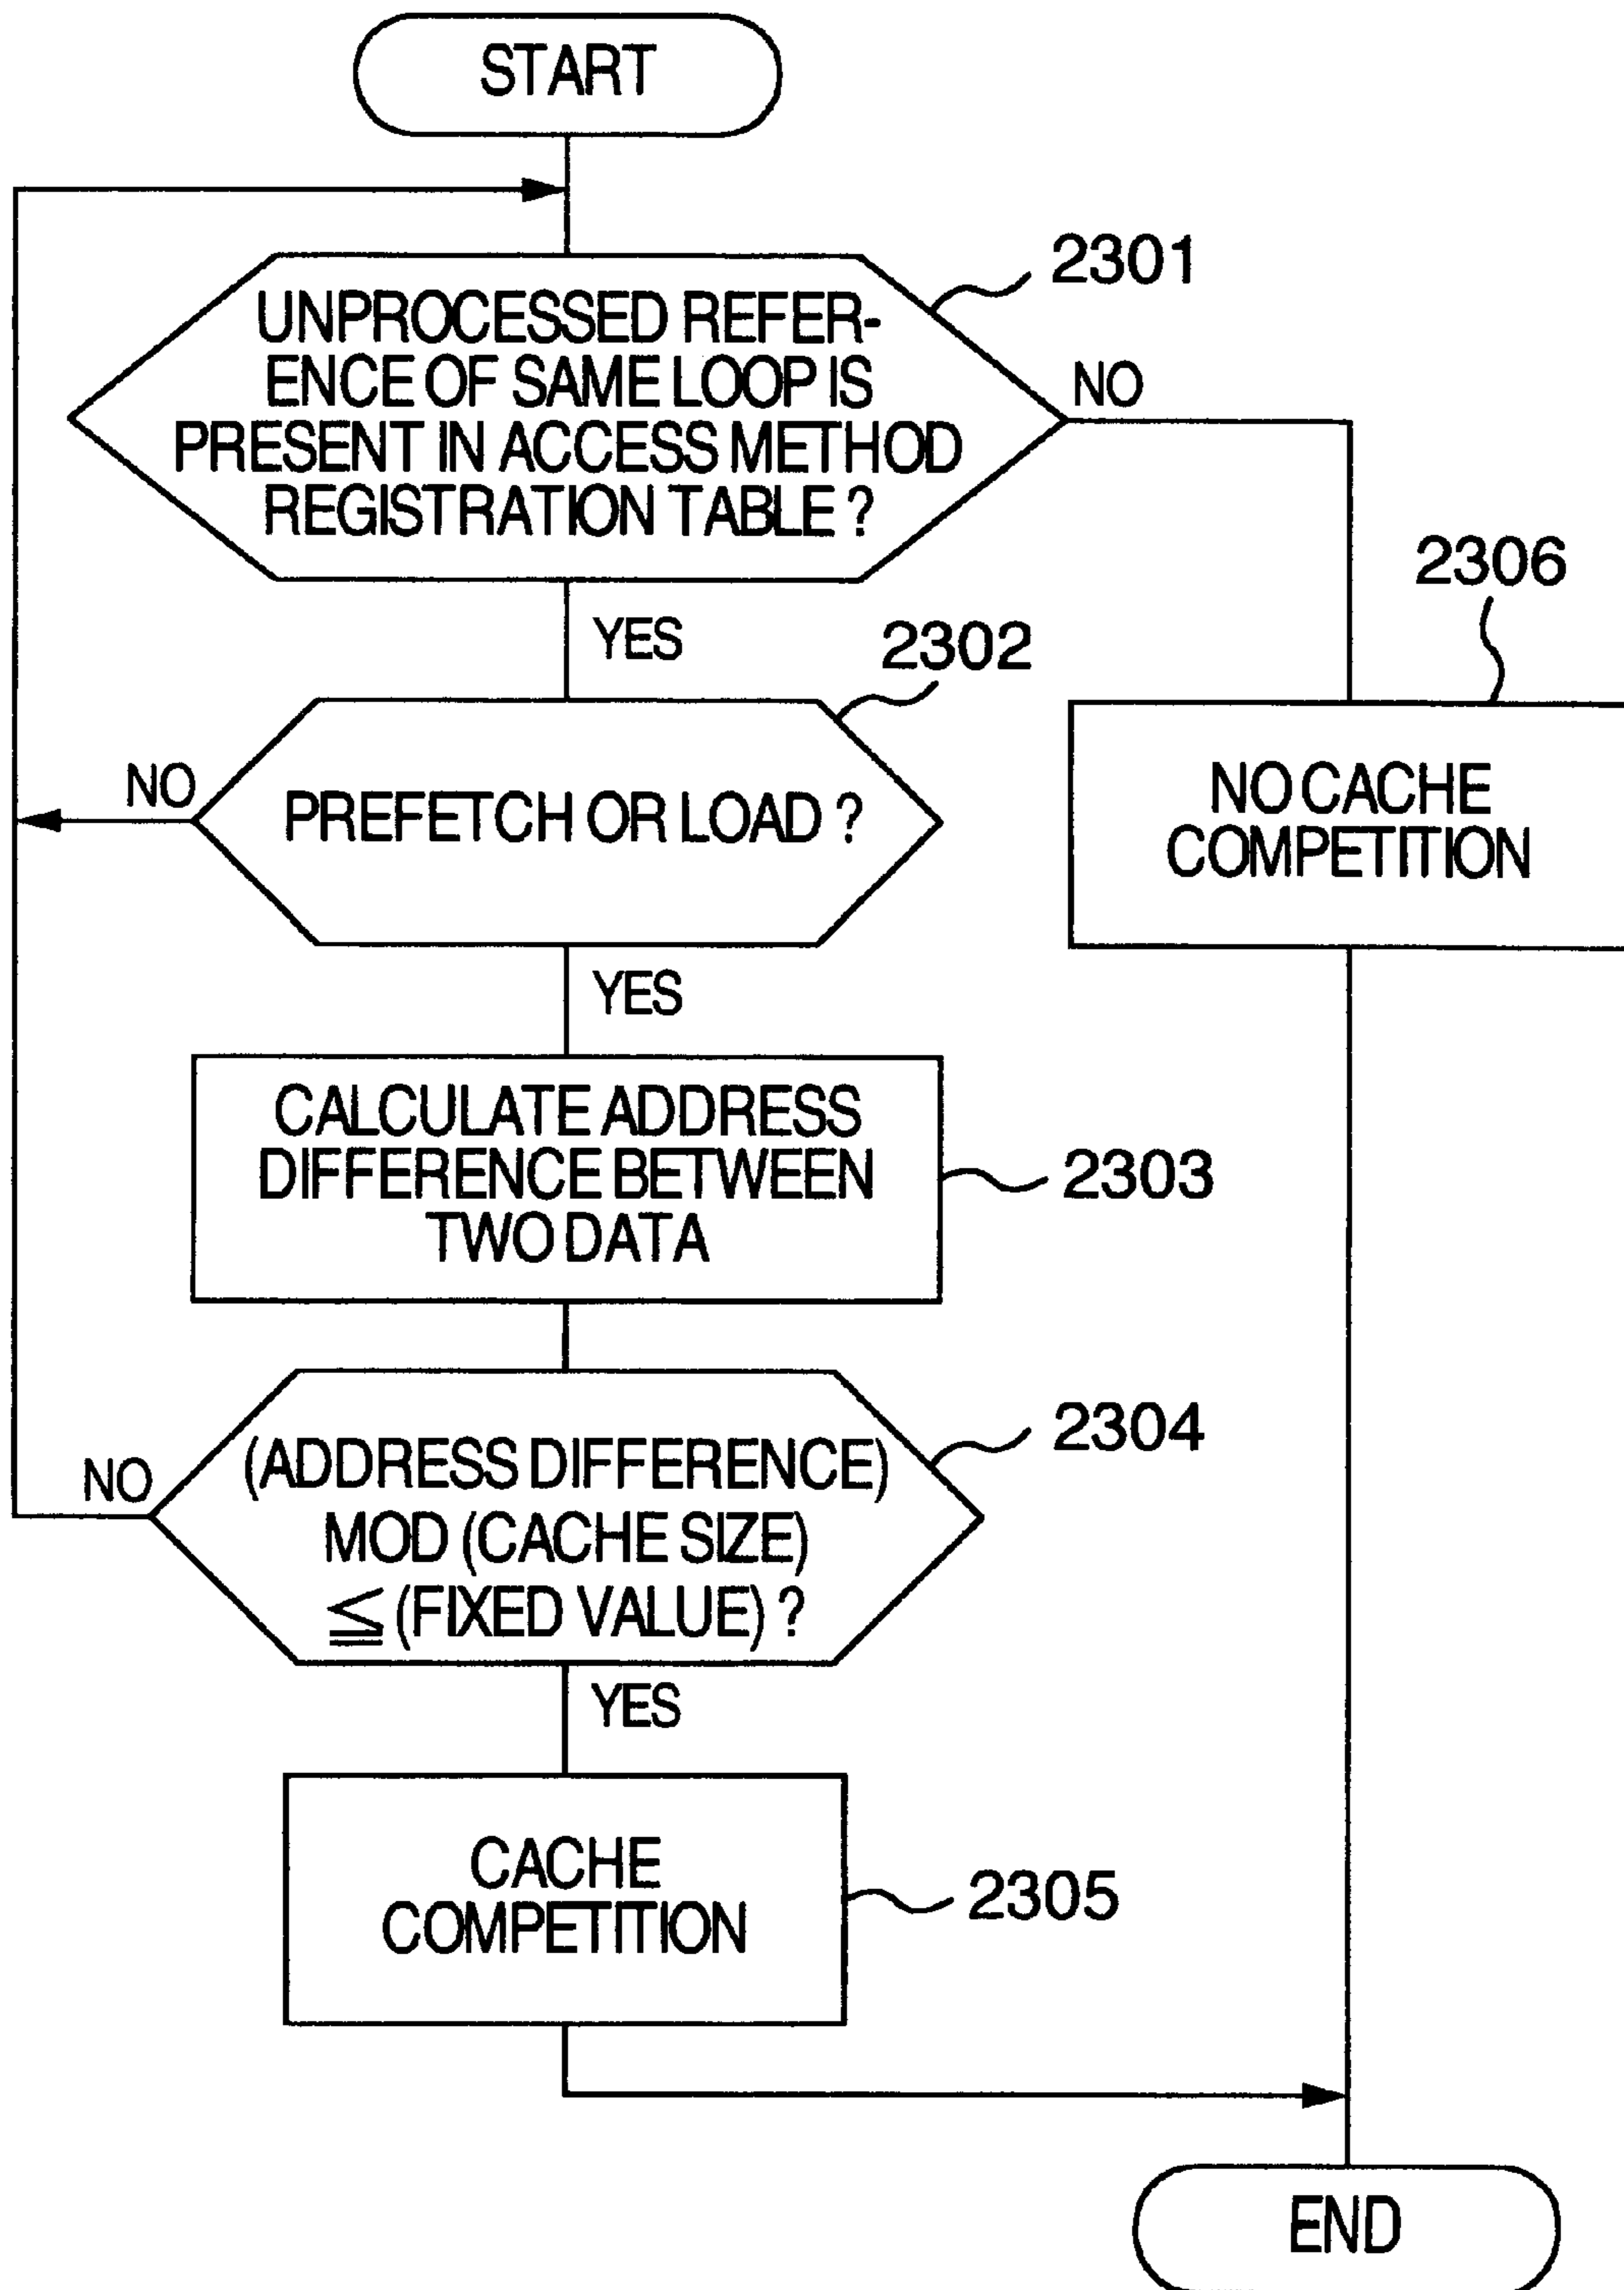 START
2301
UNPROCESSED REFER-
ENCE OF SAME LOOP IS
PRESENT IN ACCESS METHOD
REGISTRATION TABLE ?
NO
YES
2306
2302
NO
PREFETCH OR LOAD ?
NO CACHE
COMPETITION
YES
CALCULATE ADDRESS
DIFFERENCE BETWEEN
TWO DATA
2303
2304
NO
(ADDRESS DIFFERENCE)
MOD (CACHE SIZE)
≦ (FIXED VALUE) ?
YES
CACHE
COMPETITION
2305
END